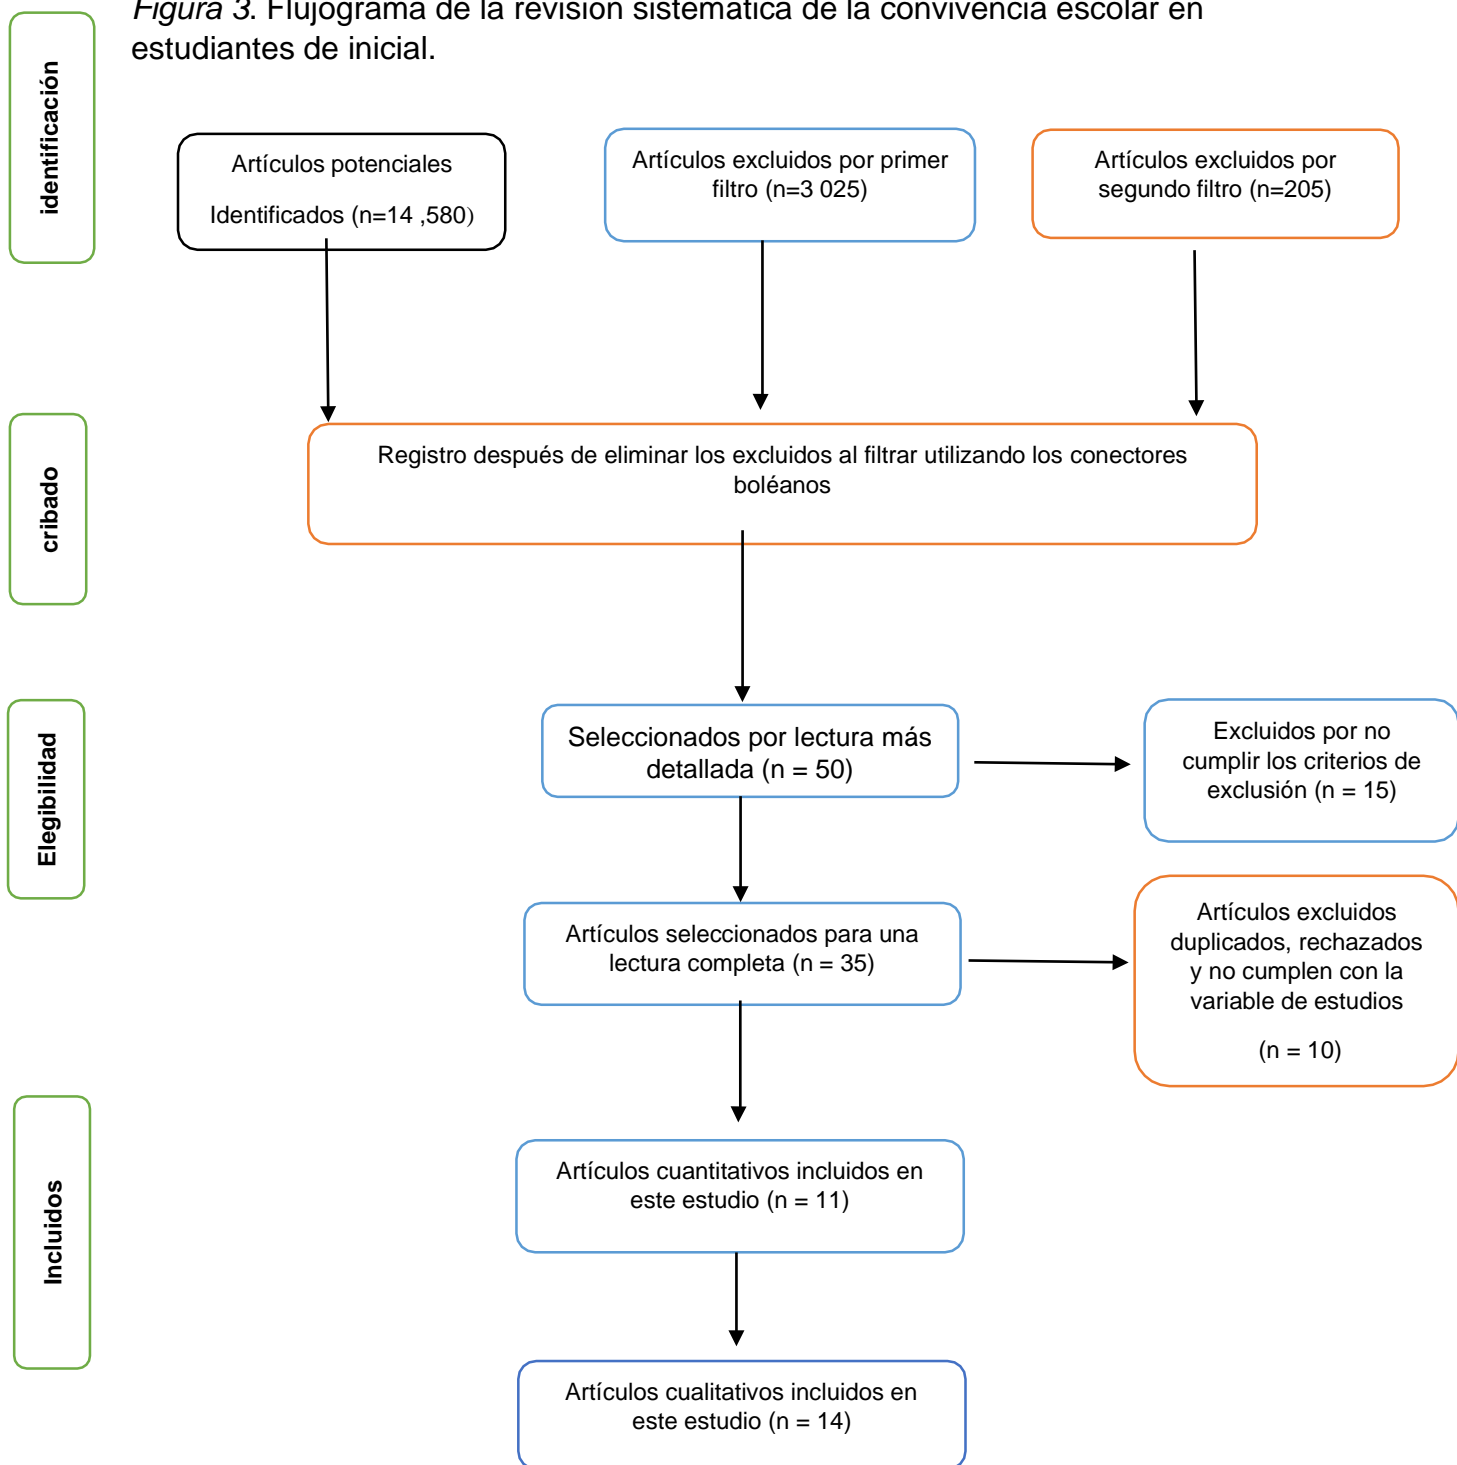 Figura 3. Flujograma de la revisión sistemática de la convivencia escolar en
estudiantes de inicial.
identificación
Artículos potenciales
Identificados (n=14 ,580)
Artículos excluidos por primer
filtro (n=3 025)
Artículos excluidos por
segundo filtro (n=205)
cribado
Registro después de eliminar los excluidos al filtrar utilizando los conectores
boléanos
Elegibilidad
Seleccionados por lectura más
detallada (n = 50)
Excluidos por no
cumplir los criterios de
exclusión (n = 15)
Artículos seleccionados para una
lectura completa (n = 35)
Artículos excluidos
duplicados, rechazados
y no cumplen con la
variable de estudios
(n = 10)
Incluidos
Artículos cuantitativos incluidos en
este estudio (n = 11)
Artículos cualitativos incluidos en
este estudio (n = 14)